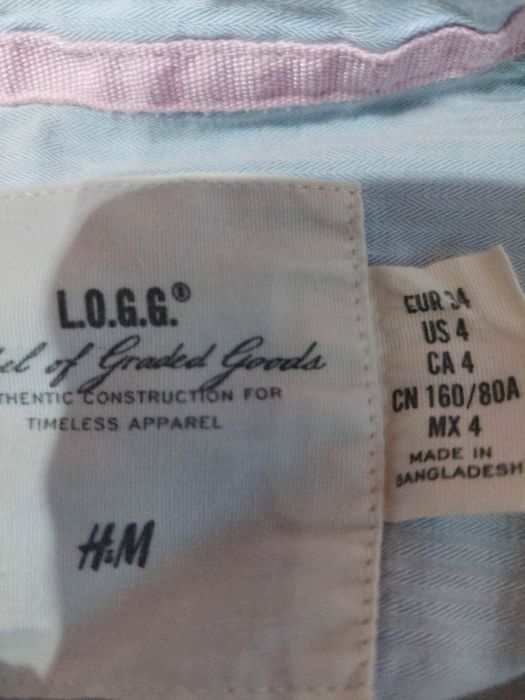 L.O.G.G.®
of Graded Goods
CONSTRUCTION FOR
TIMELESS APPAREL
H&M
EUR 34
US 4
CA 4
CN 160/80A
MX 4
MADE IN
BANGLADESH